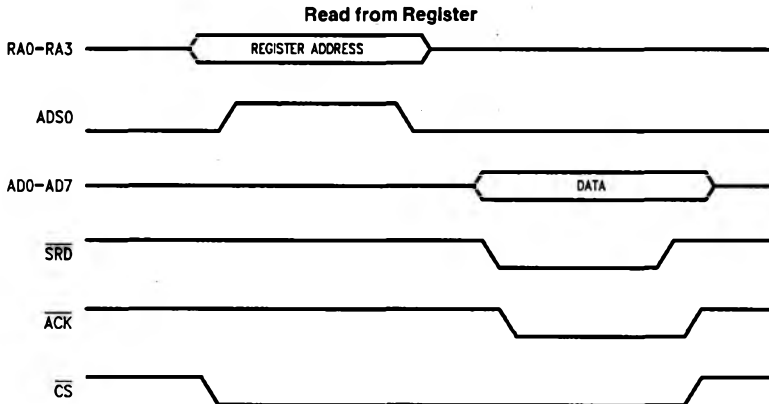 Read from Register
RA0-RA3
REGISTER ADDRESS
ADS0
AD0-AD7
DATA
SRD
ACK
CS